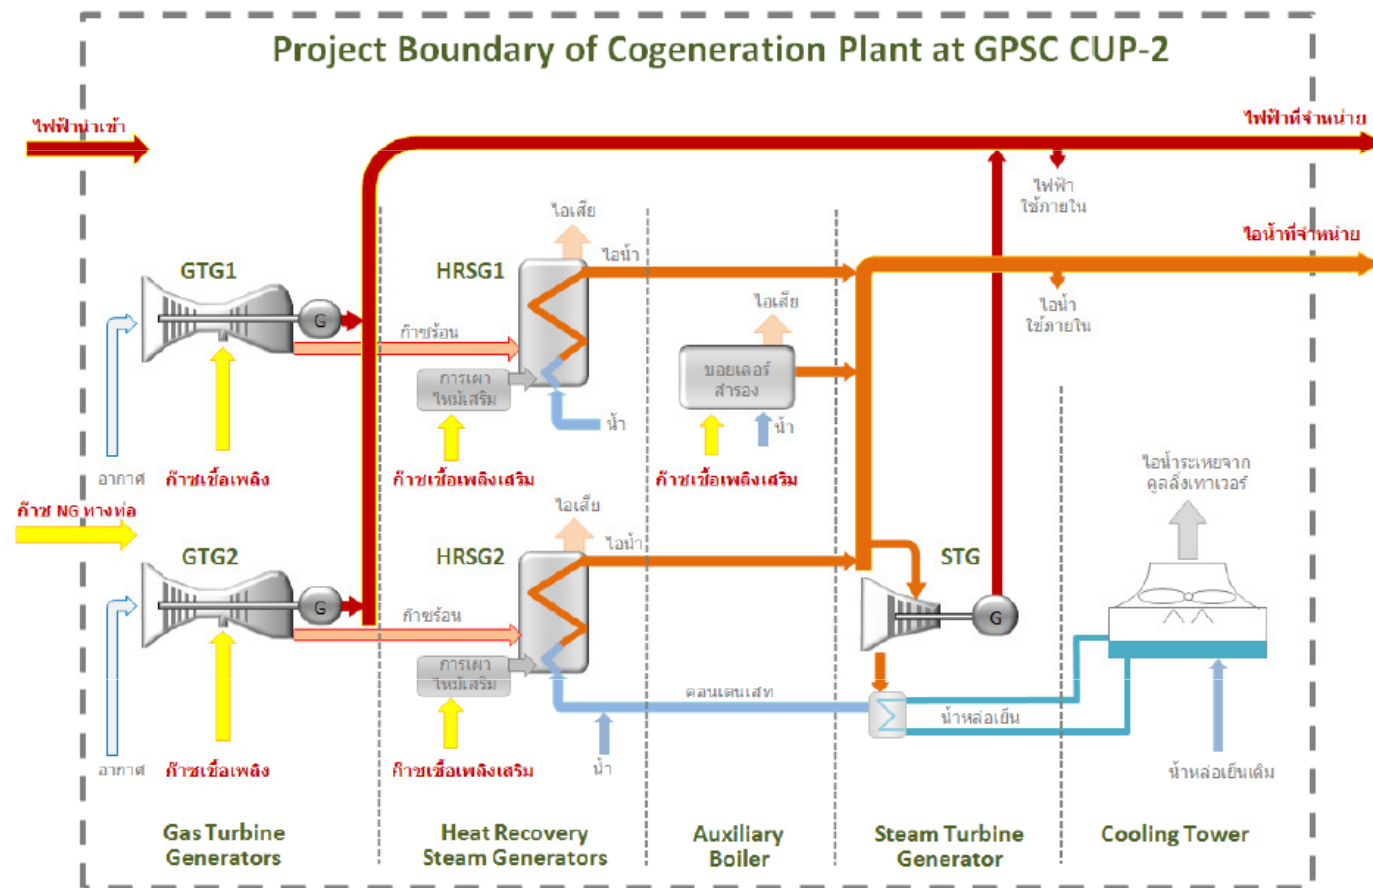 Project Boundary of Cogeneration Plant at GPSC CUP-2
ไฟฟ้านำเข้า
ไฟฟ้าที่จำหน่าย
ไฟฟ้า
ใช้ภายใน
ไอเสีย
ไอน้ำ
ไอน้ำที่จำหน่าย
GTG1
HRSG1
G
ไอเสีย
ไอน้ำ
ใช้ภายใน
ก๊าซร้อน
การเผา
ไหม้เสริม
บอยเลอร์
สำรอง
น้ำ
น้ำ
อากาศ
ก๊าซเชื้อเพลิง
ก๊าซเชื้อเพลิงเสริม
ก๊าซเชื้อเพลิงเสริม
ไอน้ำระเหยจาก
คูลลิ่งเทาเวอร์
ก๊าซ NG ทางท่อ
ไอเสีย
ไอน้ำ
GTG2
HRSG2
STG
G
G
ก๊าซร้อน
การเผา
ไหม้เสริม
คอนเดนเสท
น้ำหล่อเย็น
อากาศ
ก๊าซเชื้อเพลิง
ก๊าซเชื้อเพลิงเสริม
น้ำ
น้ำหล่อเย็นเติม
Gas Turbine
Generators
Heat Recovery
Steam Generators
Auxiliary
Boiler
Steam Turbine
Generator
Cooling Tower